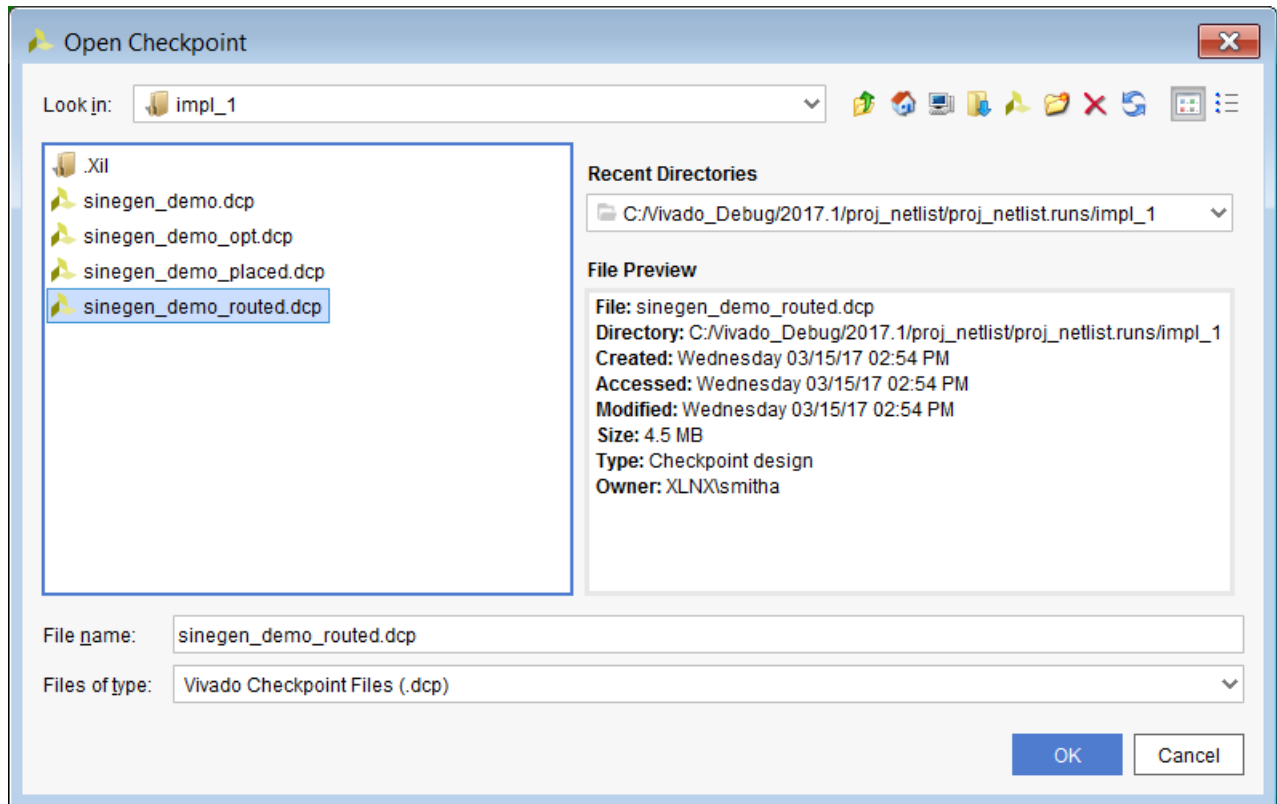 Open Checkpoint
Look in: impl_1
.Xil
sinegen_demo.dcp
sinegen_demo_opt.dcp
sinegen_demo_placed.dcp
sinegen_demo_routed.dcp
Recent Directories
C:/Vivado_Debug/2017.1/proj_netlist/proj_netlist.runs/impl_1
File Preview
File: sinegen_demo_routed.dcp
Directory: C:/Vivado_Debug/2017.1/proj_netlist/proj_netlist.runs/impl_1
Created: Wednesday 03/15/17 02:54 PM
Accessed: Wednesday 03/15/17 02:54 PM
Modified: Wednesday 03/15/17 02:54 PM
Size: 4.5 MB
Type: Checkpoint design
Owner: XLNX\smitha
File name: sinegen_demo_routed.dcp
Files of type: Vivado Checkpoint Files (.dcp)
OK Cancel